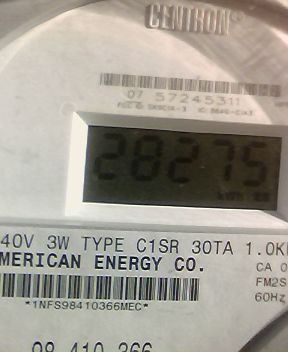 CENTRON®
07 57245311
28275
40V 3W TYPE C1SR 30TA 1.0K
MERICAN ENERGY CO.
CA 0
FM2S
60Hz
*1NFS98410366MEC*
98 410 366